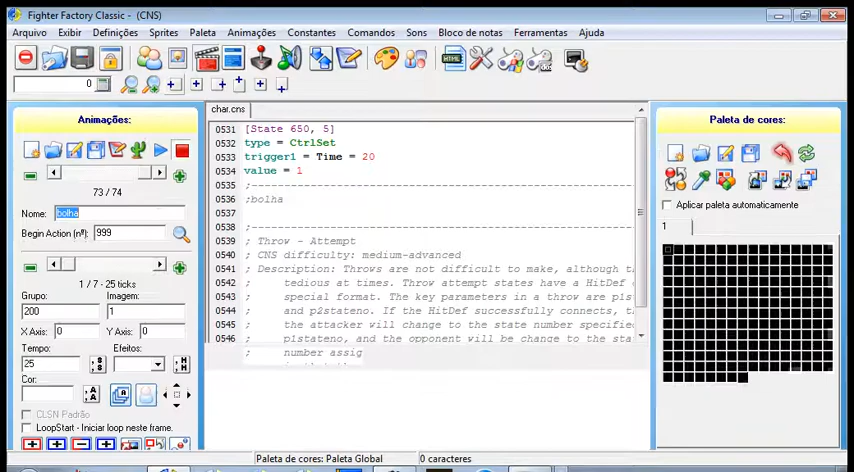 Fighter Factory Classic - (CNS)
Arquivo Exibir Definições Sprites Paleta Animações Constantes Comandos Sons Bloco de notas Ferramentas Ajuda
0
HTML
Animações:
73 / 74
Nome: bolha
Begin Action (nº): 999
1 / 7 - 25 ticks
Grupo: Imagem:
200 1
X Axis: 0 Y Axis: 0
Tempo: Efeitos:
25
Cor:
CLSN Padrão
LoopStart - Iniciar loop neste frame.
char.cns
0531 [State 650, 5]
0532 type = CtrlSet
0533 trigger1 = Time = 20
0534 value = 1
0535 ;---------------------------------------------------------------
0536 ;bolha
0537
0538 ;---------------------------------------------------------------
0539 ; Throw - Attempt
0540 ; CNS difficulty: medium-advanced
0541 ; Description: Throws are not difficult to make, although th
0542 ; tedious at times. Throw attempt states have a HitDef o
0543 ; special format. The key parameters in a throw are p1s
0544 ; and p2stateno. If the HitDef successfully connects, t
0545 ; the attacker will change to the state number specifie
0546 ; p1stateno, and the opponent will be change to the sta
; number assig
Paleta de cores:
Aplicar paleta automaticamente
1
Paleta de cores: Paleta Global 0 caracteres